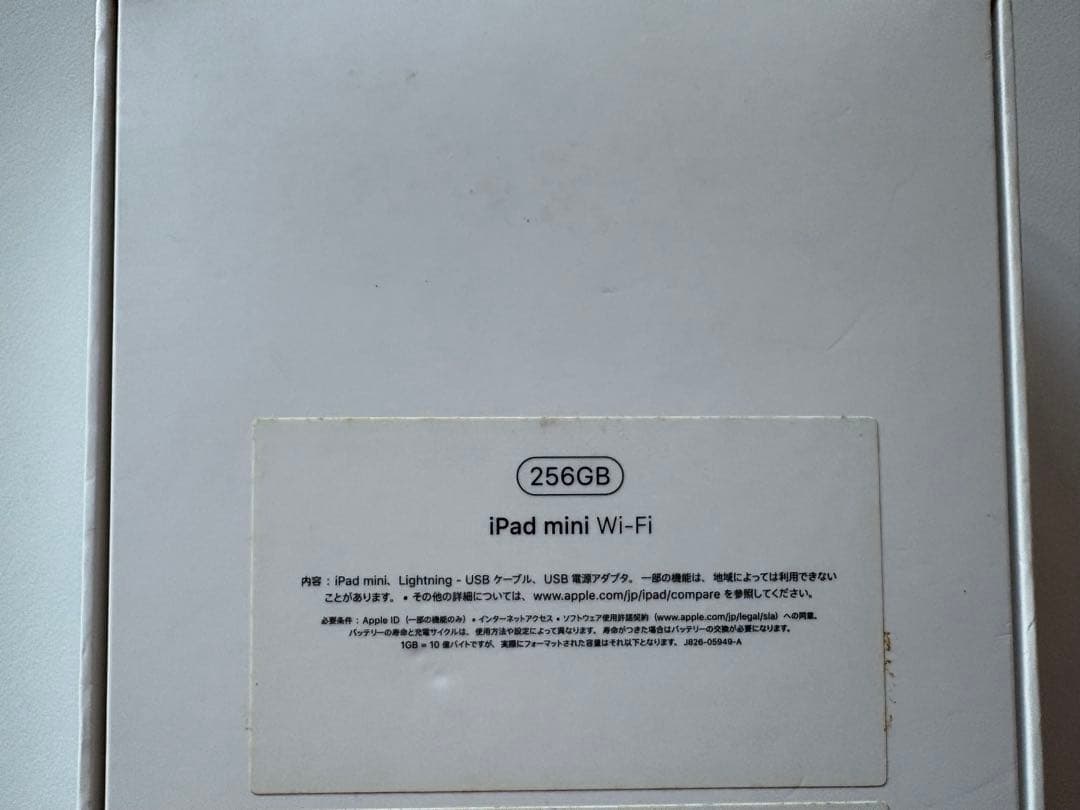 256GB
iPad mini Wi-Fi
内容：iPad mini、Lightning - USB ケーブル、USB 電源アダプタ。一部の機能は、地域によっては利用できない
ことがあります。• その他の詳細については、www.apple.com/jp/ipad/compare を参照してください。
必要条件：Apple ID（一部の機能のみ）• インターネットアクセス • ソフトウェア使用許諾契約（www.apple.com/jp/legal/sla）への同意。
バッテリーの寿命と充電サイクルは、使用方法や設定によって異なります。寿命がつきた場合はバッテリーの交換が必要になります。
1GB = 10 億バイトですが、実際にフォーマットされた容量はそれ以下となります。J826-05949-A